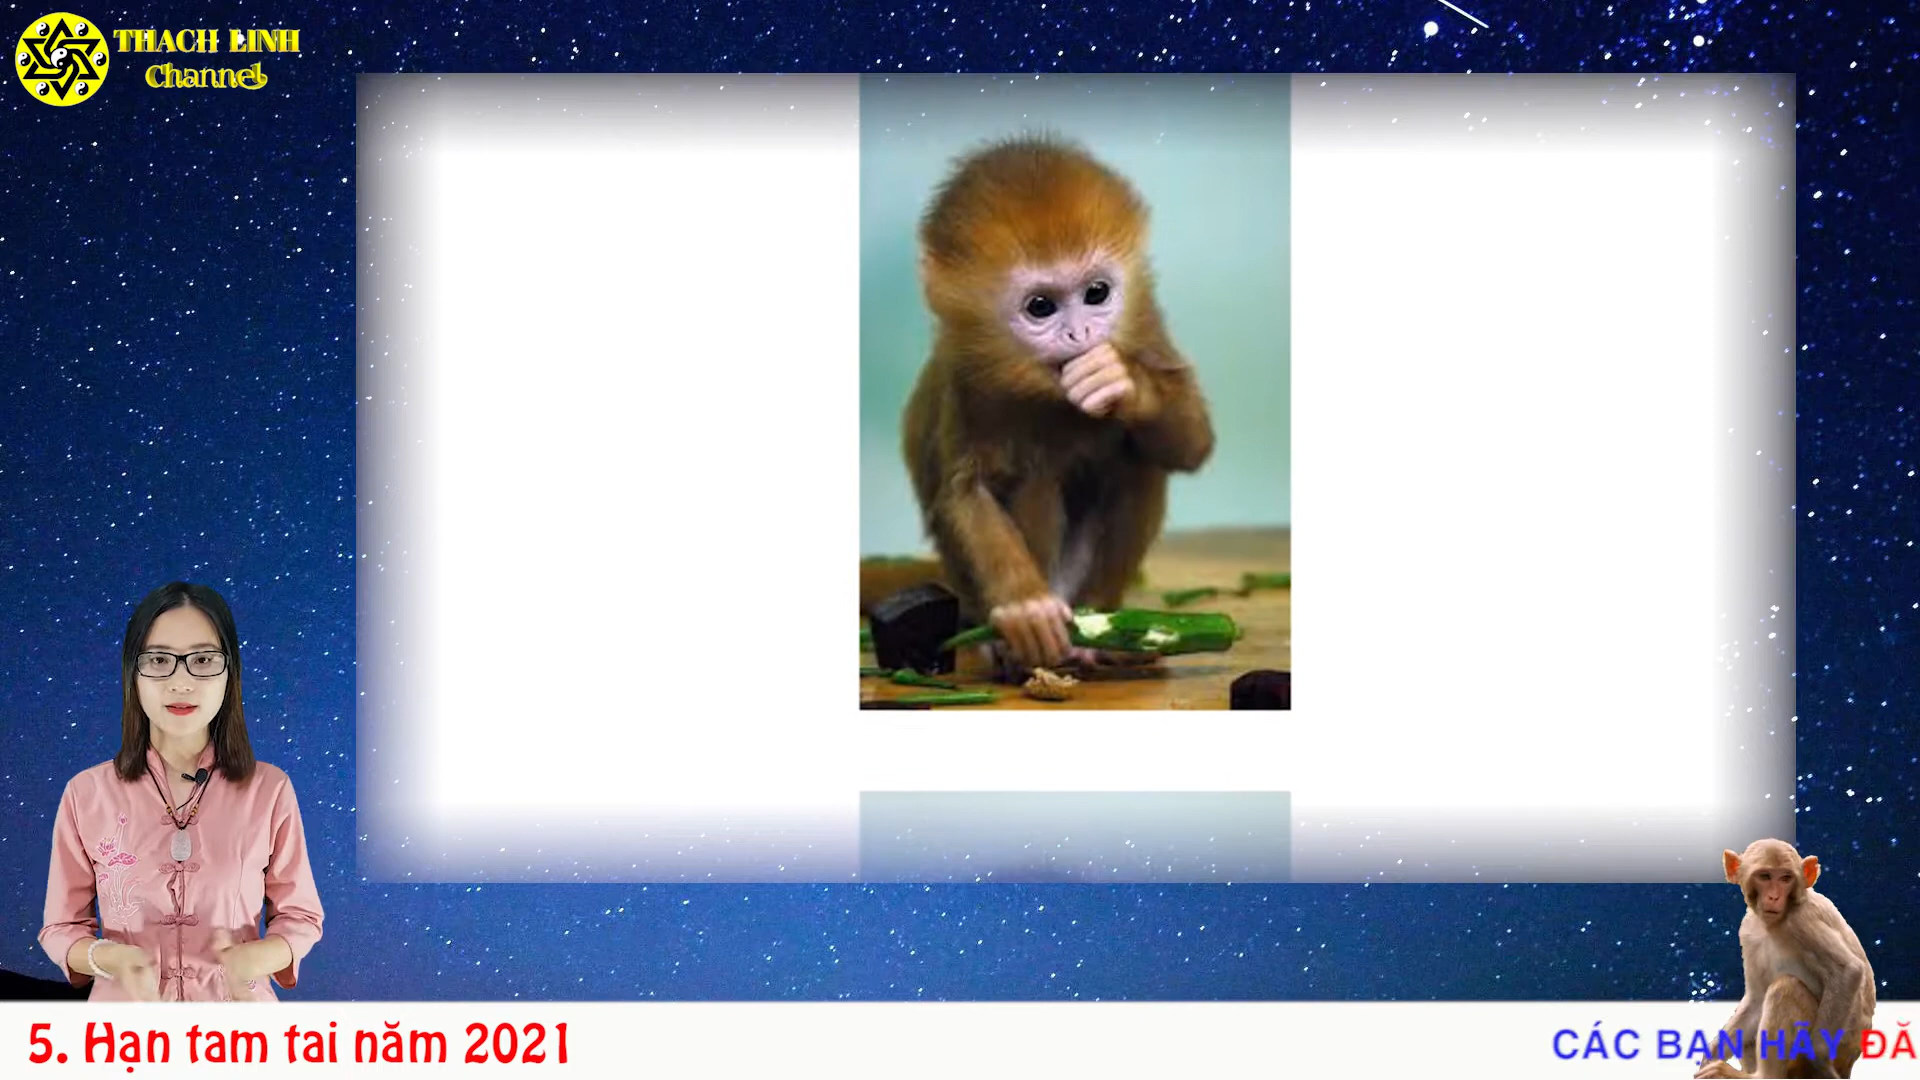 THACH LINH
Channel
5. Hạn tam tai năm 2021
CÁC BẠN HÃY ĐĂ